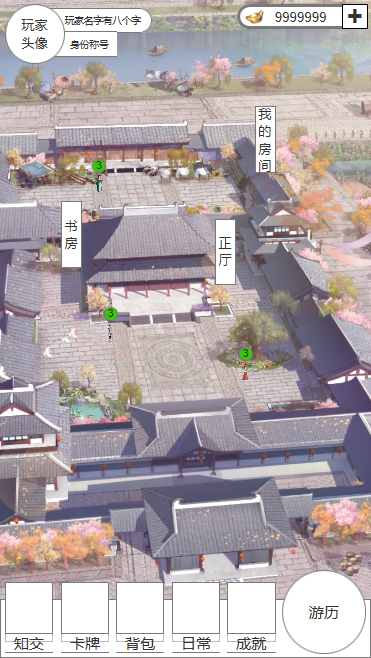 玩家
头像
玩家名字有八个字
身份称号
9999999
我的房间
3
书房
正厅
3
3
知交
卡牌
背包
日常
成就
游历